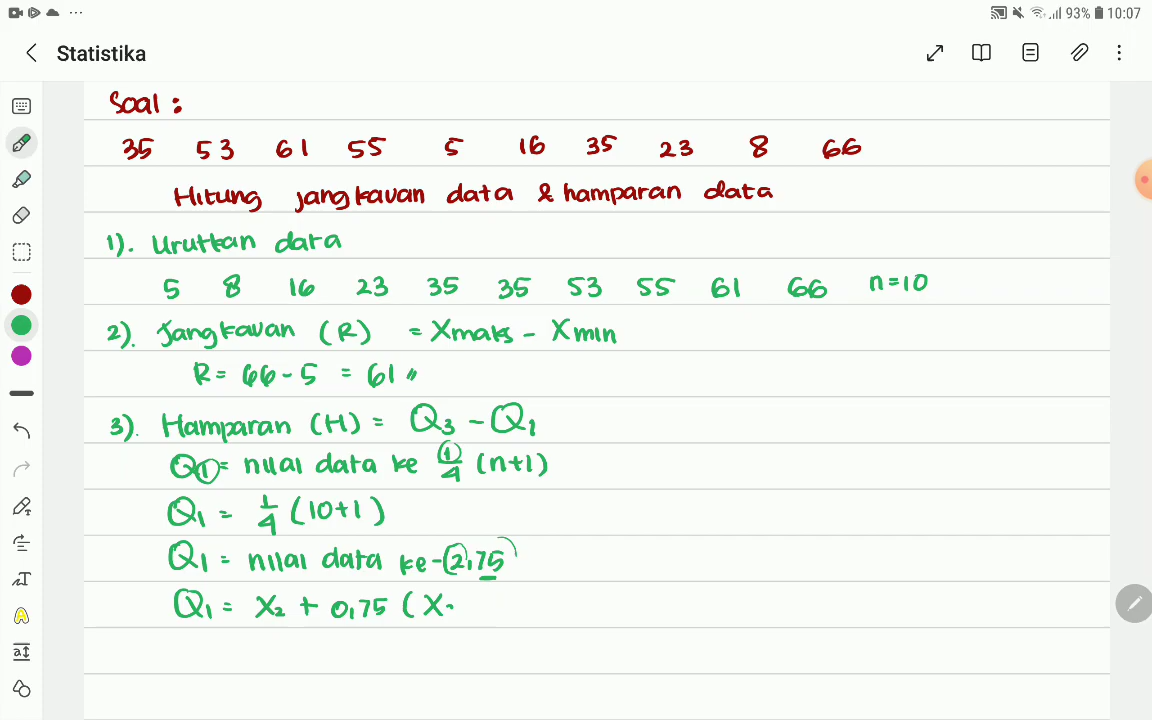 93% 10:07
Statistika
Soal :
35 53 61 55 5 16 35 23 8 66
Hitung jangkauan data & hamparan data
1). Urutkan data
5 8 16 23 35 35 53 55 61 66 n=10
2). Jangkauan (R) = Xmaks - Xmin
R = 66 - 5 = 61 //
3). Hamparan (H) = Q3 - Q1
Q1 = nilai data ke 1/4 (n+1)
Q1 = 1/4 (10+1)
Q1 = nilai data ke-(2,75)
Q1 = X2 + 0,75 ( X